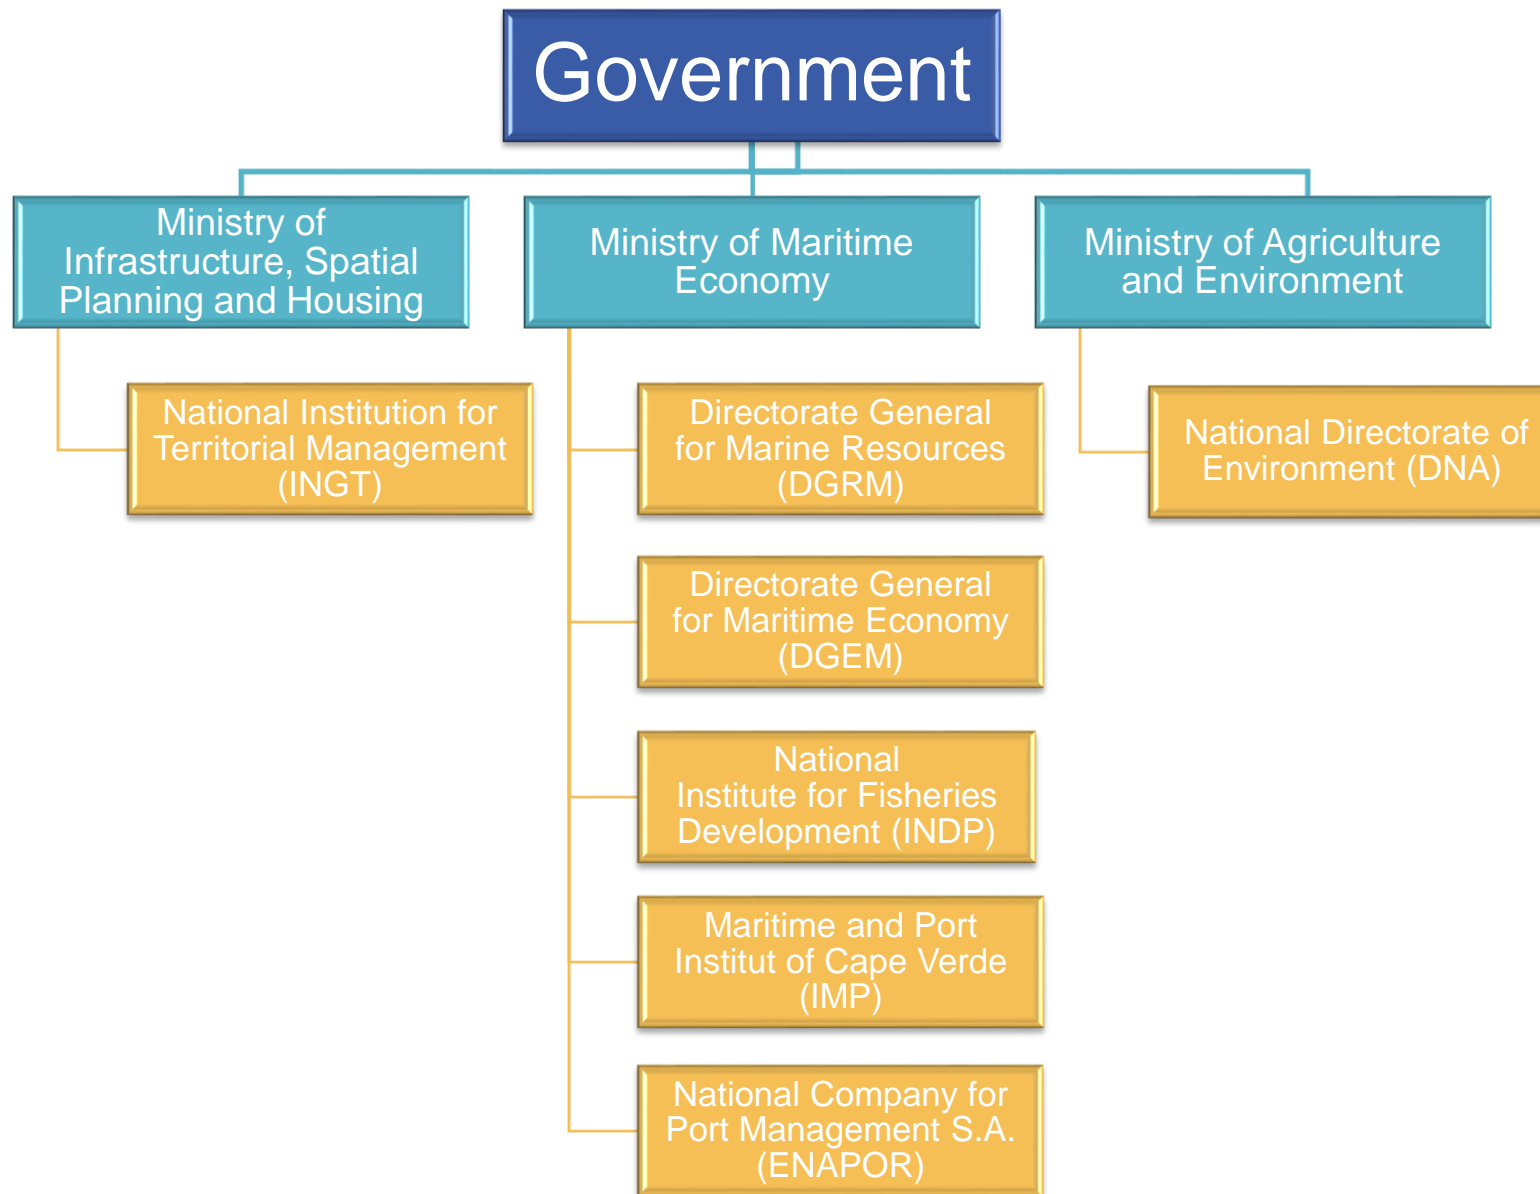 Government
Ministry of
Infrastructure, Spatial
Planning and Housing
Ministry of Maritime
Economy
Ministry of Agriculture
and Environment
National Institution for
Territorial Management
(INGT)
Directorate General
for Marine Resources
(DGRM)
National Directorate of
Environment (DNA)
Directorate General
for Maritime Economy
(DGEM)
National
Institute for Fisheries
Development (INDP)
Maritime and Port
Institut of Cape Verde
(IMP)
National Company for
Port Management S.A.
(ENAPOR)